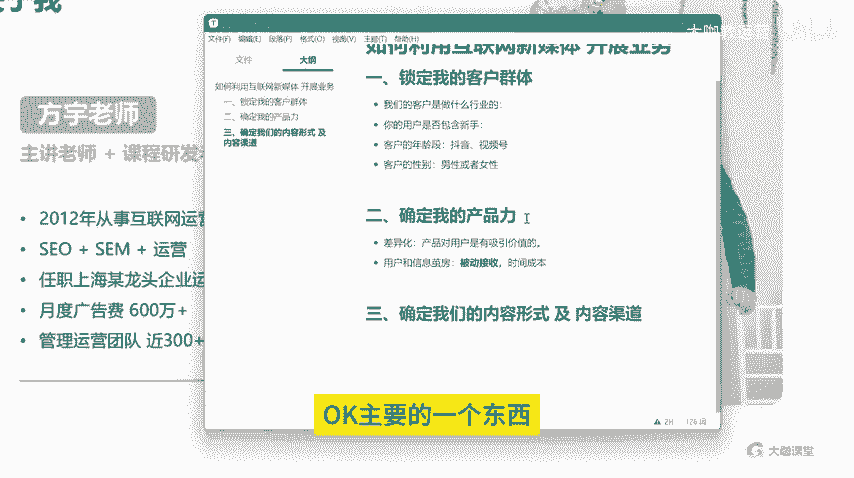 方宇老师
主讲老师 + 课程研发
• 2012年从事互联网运营
• SEO + SEM + 运营
• 任职上海某龙头企业运
• 月度广告费 600万+
• 管理运营团队 近300+
文件(F) 编辑(E) 段落(P) 格式(O) 视图(V) 主题(T) 帮助(H)
文件 大纲
如何利用互联网新媒体 开展业务
一、锁定我的客户群体
二、确定我的产品力
三、确定我们的内容形式 及
内容渠道
如何利用互联网新媒体 开展业务
一、锁定我的客户群体
• 我们的客户是做什么行业的:
• 你的用户是否包含新手:
• 客户的年龄段: 抖音、视频号
• 客户的性别: 男性或者女性
二、确定我的产品力
• 差异化: 产品对用户是有吸引价值的。
• 用户和信息茧房: 被动接收, 时间成本
三、确定我们的内容形式 及 内容渠道
126 词
OK主要的一个东西
大咖课堂